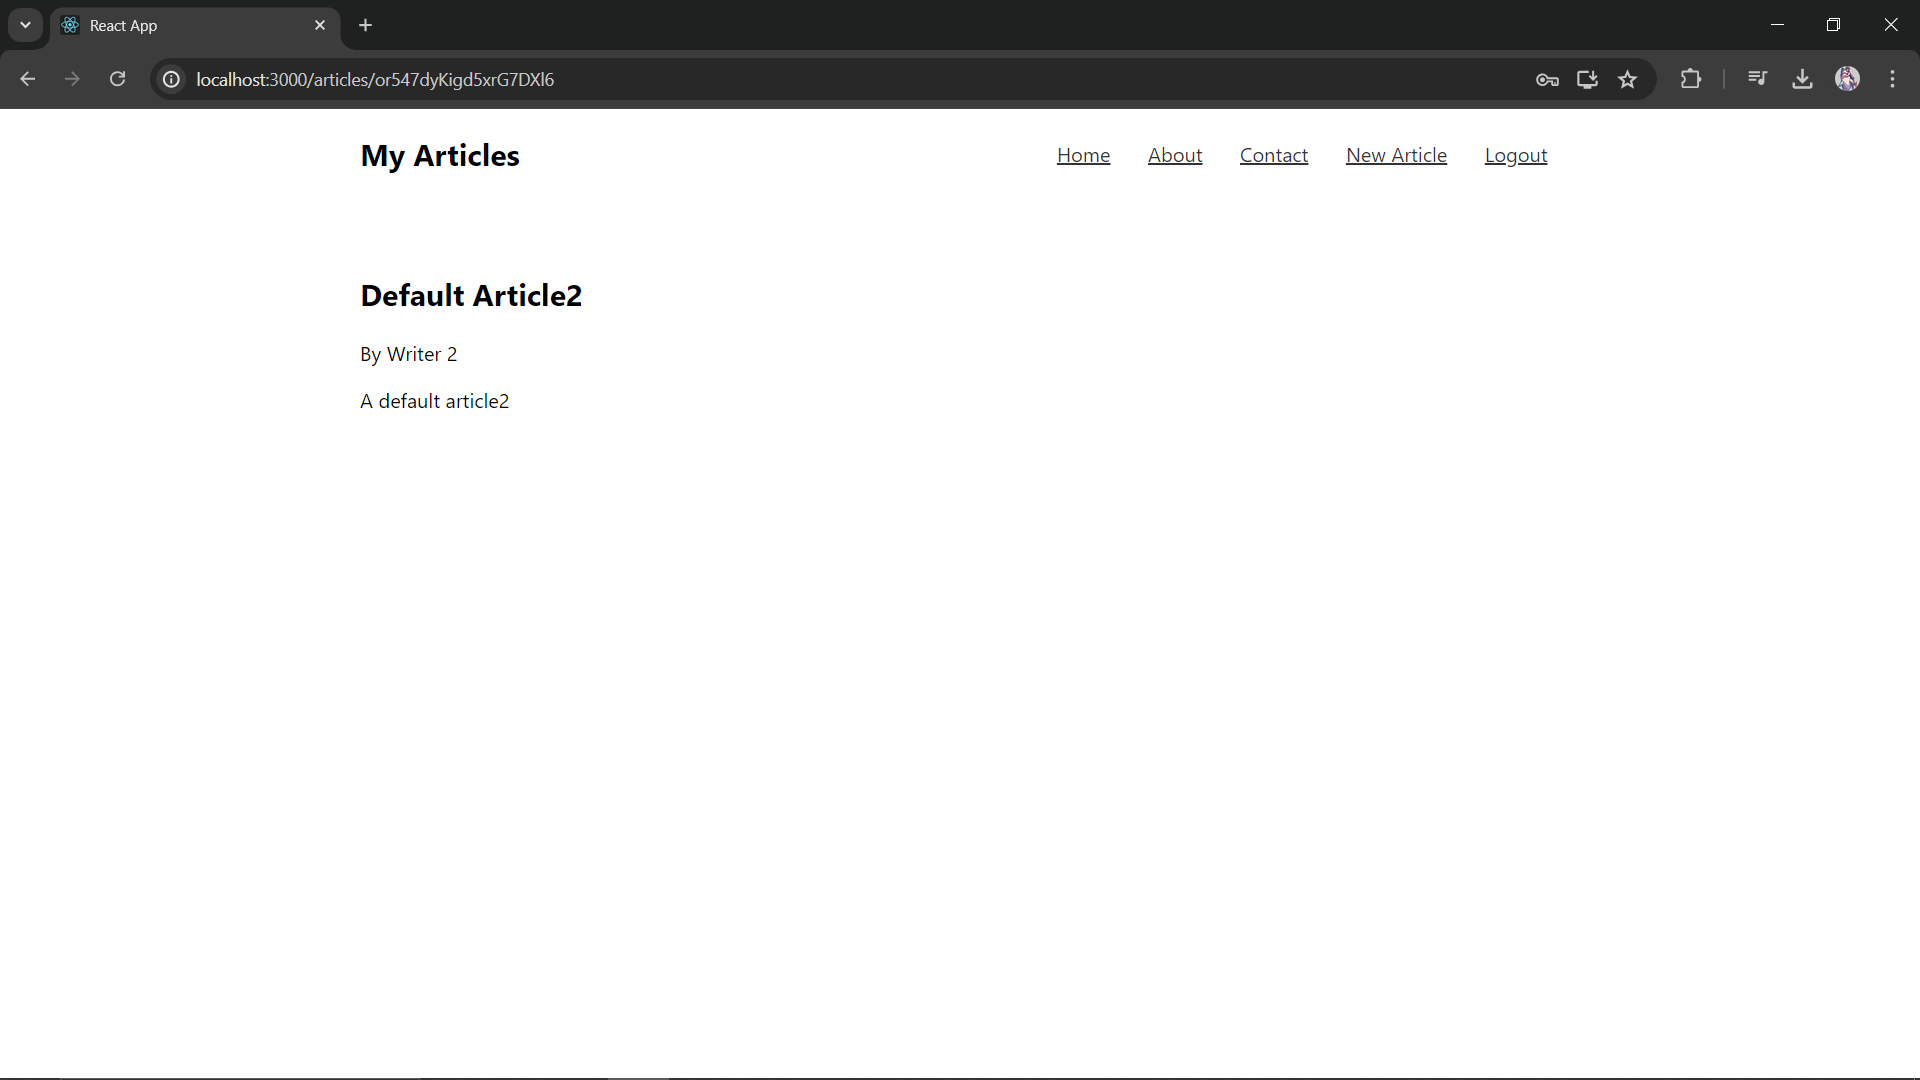 React App
localhost:3000/articles/or547dyKigd5xrG7DXl6
My Articles
Home About Contact New Article Logout
Default Article2
By Writer 2
A default article2